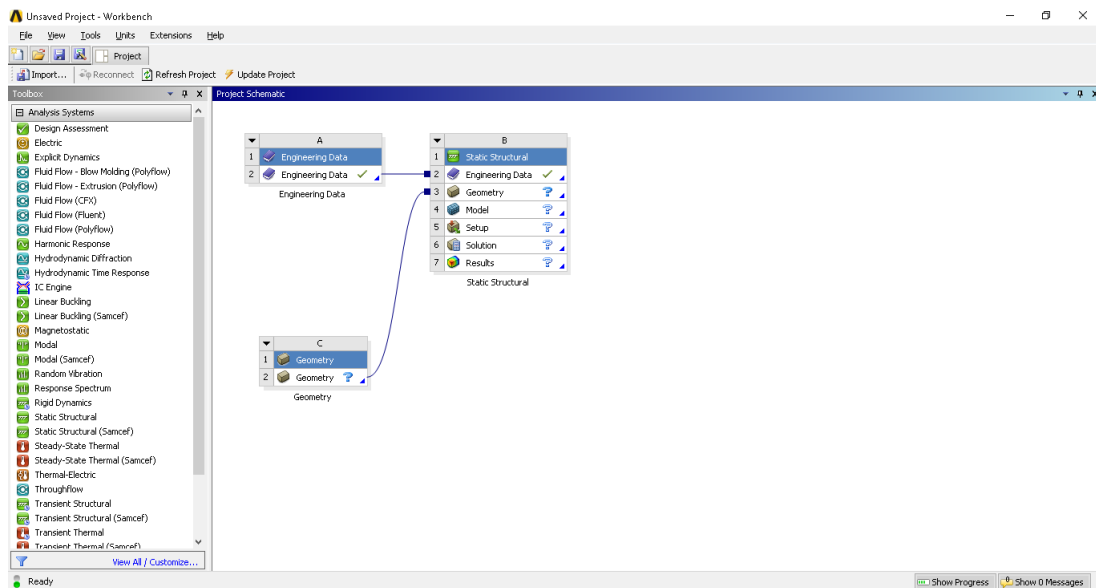 Unsaved Project - Workbench
File View Tools Units Extensions Help
Project
Import... Reconnect Refresh Project Update Project
Toolbox
Project Schematic
Analysis Systems
Design Assessment
Electric
Explicit Dynamics
Fluid Flow - Blow Molding (Polyflow)
Fluid Flow - Extrusion (Polyflow)
Fluid Flow (CFX)
Fluid Flow (Fluent)
Fluid Flow (Polyflow)
Harmonic Response
Hydrodynamic Diffraction
Hydrodynamic Time Response
IC Engine
Linear Buckling
Linear Buckling (Samcef)
Magnetostatic
Modal
Modal (Samcef)
Random Vibration
Response Spectrum
Rigid Dynamics
Static Structural
Static Structural (Samcef)
Steady-State Thermal
Steady-State Thermal (Samcef)
Thermal-Electric
Throughflow
Transient Structural
Transient Structural (Samcef)
Transient Thermal
Transient Thermal (Samcef)
View All / Customize...
A
1 Engineering Data
2 Engineering Data
Engineering Data
B
1 Static Structural
2 Engineering Data
3 Geometry
4 Model
5 Setup
6 Solution
7 Results
Static Structural
C
1 Geometry
2 Geometry
Geometry
Ready
Show Progress
Show 0 Messages